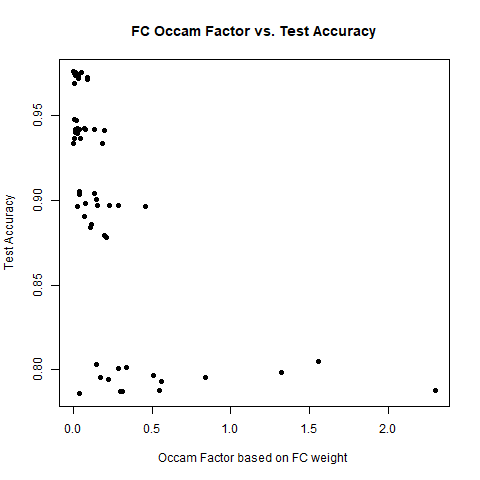 FC Occam Factor vs. Test Accuracy
Test Accuracy
0.95
0.90
0.85
0.80
0.0 0.5 1.0 1.5 2.0
Occam Factor based on FC weight